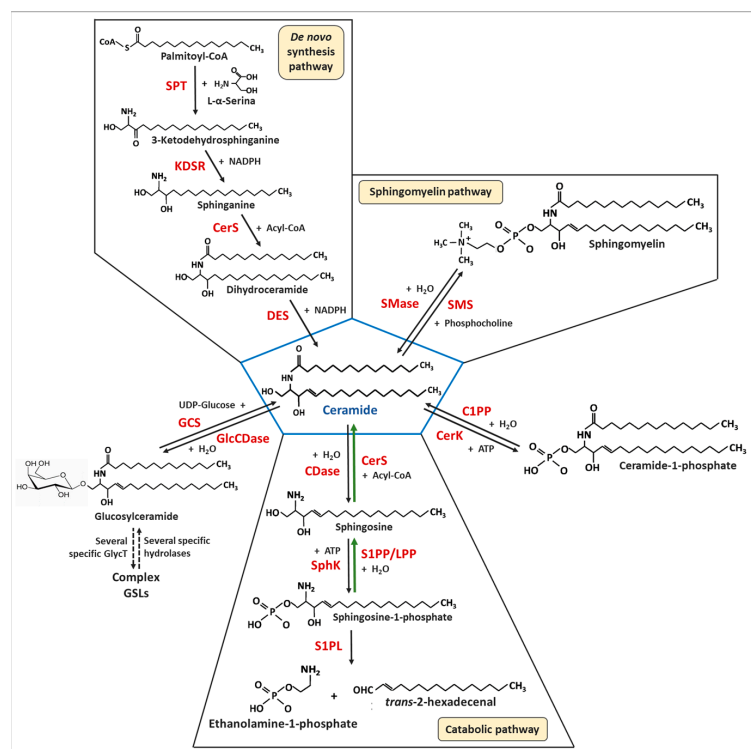 De novo
synthesis
pathway
CoA
S
O
CH3
Palmitoyl-CoA
SPT
+
O
OH
H2N
OH
L-α-Serina
NH2
HO
O
CH3
3-Ketodehydrosphinganine
KDSR
+ NADPH
NH2
HO
OH
CH3
Sphinganine
CerS
+ Acyl-CoA
O
CH3
HN
HO
OH
CH3
Dihydroceramide
DES
+ NADPH
Sphingomyelin pathway
O
CH3
HN
CH3
H3C
N+
CH3
O
O
P
O
O
OH
CH3
Sphingomyelin
+ H2O
SMase
SMS
+ Phosphocholine
O
CH3
HN
HO
OH
CH3
Ceramide
UDP-Glucose +
GCS
GlcCDase
+ H2O
C1PP
+ H2O
CerK
+ ATP
O
CH3
HN
O
O
P
HO
O
OH
CH3
Ceramide-1-phosphate
O
CH3
HN
OH
OH
O
HO
OH
O
OH
CH3
Glucosylceramide
Several
specific GlycT
Several specific
hydrolases
Complex
GSLs
+ H2O
CDase
CerS
+ Acyl-CoA
NH2
HO
OH
CH3
Sphingosine
+ ATP
SphK
S1PP/LPP
+ H2O
NH2
O
O
P
HO
O
OH
CH3
Sphingosine-1-phosphate
S1PL
NH2
O
O
P
HO
O
Ethanolamine-1-phosphate
+
OHC
CH3
trans-2-hexadecenal
Catabolic pathway